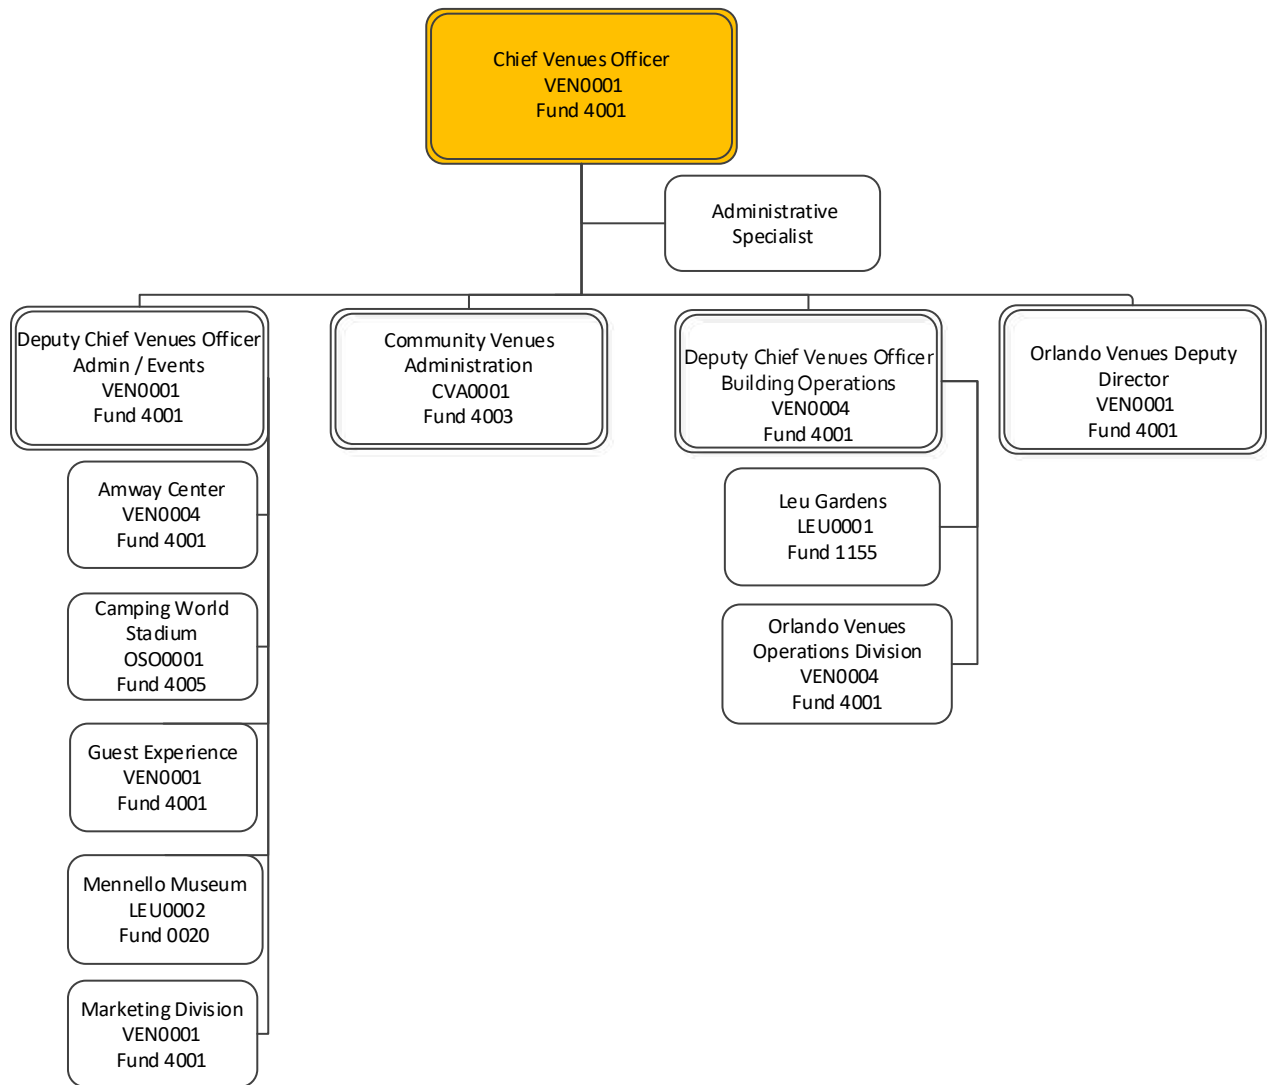 Chief Venues Officer
VEN0001
Fund 4001
Administrative
Specialist
Deputy Chief Venues Officer
Admin / Events
VEN0001
Fund 4001
Community Venues
Administration
CVA0001
Fund 4003
Deputy Chief Venues Officer
Building Operations
VEN0004
Fund 4001
Orlando Venues Deputy
Director
VEN0001
Fund 4001
Amway Center
VEN0004
Fund 4001
Camping World
Stadium
OSO0001
Fund 4005
Guest Experience
VEN0001
Fund 4001
Mennello Museum
LEU0002
Fund 0020
Marketing Division
VEN0001
Fund 4001
Leu Gardens
LEU0001
Fund 1155
Orlando Venues
Operations Division
VEN0004
Fund 4001